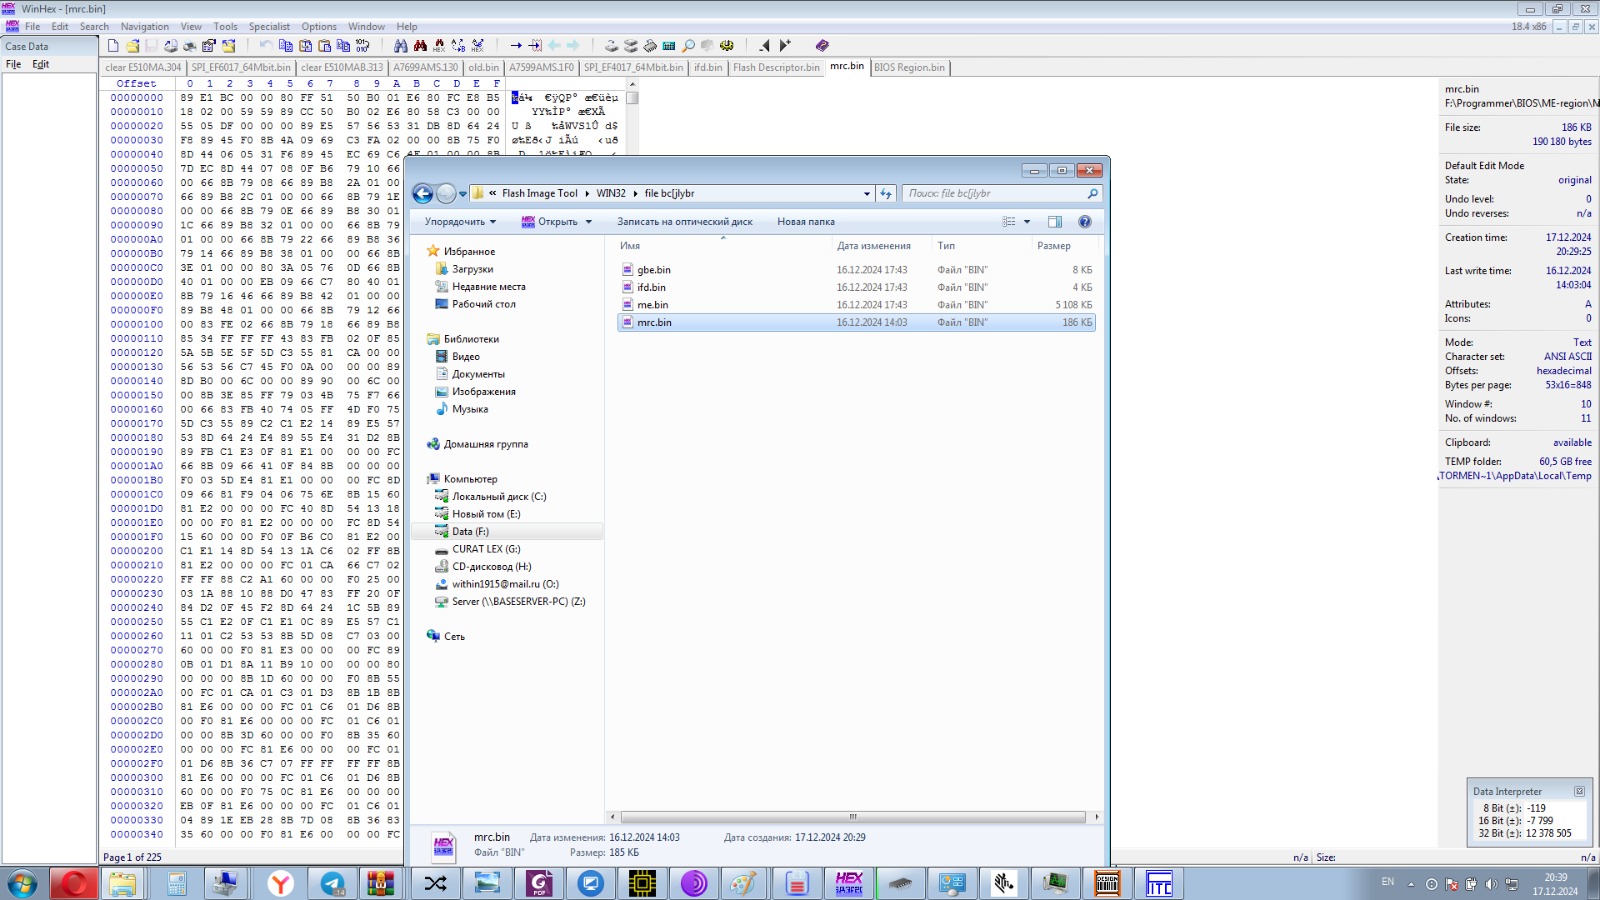 WinHex - [mrc.bin]
File Edit Search Navigation View Tools Specialist Options Window Help
18.4 x86
Case Data
File Edit
clear E510MA.304
SPI_EF6017_64Mbit.bin
clear E510MAB.313
A7699AMS.130
old.bin
A7599AMS.1F0
SPI_EF4017_64Mbit.bin
ifd.bin
Flash Descriptor.bin
mrc.bin
BIOS Region.bin
Offset 0 1 2 3 4 5 6 7 8 9 A B C D E F
00000000 89 E1 BC 00 00 80 FF 51 50 B0 01 E6 80 FC E8 B5
00000010 18 02 00 59 59 89 CC 50 B0 02 E6 80 58 C3 00 00
00000020 55 05 DF 00 00 00 89 E5 57 56 53 31 DB 8D 64 24
00000030 F8 89 45 F0 8B 4A 09 69 C3 FA 02 00 00 8B 75 F0
00000040 8D 44 06 05 31 F6 89 45 EC 69 C6 4E 01 00 00 8B
00000050 7D EC 8D 44 07 08 0F B6 79 10 66
00000060 00 66 8B 79 08 66 89 B8 2A 01 00
00000070 66 89 B8 2C 01 00 00 66 8B 79 1E
00000080 00 00 66 8B 79 0E 66 89 B8 30 01
00000090 1C 66 89 B8 32 01 00 00 66 8B 79
000000A0 01 00 00 66 8B 79 22 66 89 B8 36
000000B0 79 14 66 89 B8 38 01 00 00 66 8B
000000C0 3E 01 00 00 80 3A 05 76 0D 66 8B
000000D0 40 01 00 00 EB 09 66 C7 80 40 01
000000E0 8B 79 16 46 66 89 B8 42 01 00 00
000000F0 89 B8 48 01 00 00 66 8B 79 12 66
00000100 00 83 FE 02 66 8B 79 18 66 89 B8
00000110 85 34 FF FF FF 43 83 FB 02 0F 85
00000120 5A 5B 5E 5F 5D C3 55 81 CA 00 00
00000130 56 53 56 C7 45 F0 0A 00 00 00 89
00000140 8D B0 00 6C 00 00 89 90 00 6C 00
00000150 00 8B 3E 85 FF 79 03 4B 75 F7 66
00000160 00 66 83 FB 40 74 05 FF 4D F0 75
00000170 5D C3 55 89 C2 C1 E2 14 89 E5 57
00000180 53 8D 64 24 E4 89 55 E4 31 D2 8B
00000190 89 FB C1 E3 0F 81 E1 00 00 00 FC
000001A0 66 8B 09 66 41 0F 84 8B 00 00 00
000001B0 F0 03 5D E4 81 E1 00 00 00 FC 8D
000001C0 09 66 81 F9 04 06 75 6E 8B 15 60
000001D0 81 E2 00 00 00 FC 40 8D 54 13 18
000001E0 00 00 F0 81 E2 00 00 00 FC 8D 54
000001F0 15 60 00 00 F0 0F B6 C0 81 E2 00
00000200 C1 E1 14 8D 54 13 1A C6 02 FF 8B
00000210 81 E2 00 00 00 FC 01 CA 66 C7 02
00000220 FF FF 88 C2 A1 60 00 00 F0 25 00
00000230 03 1A 88 10 88 D0 47 83 FF 20 0F
00000240 84 D2 0F 45 F2 8D 64 24 1C 5B 89
00000250 55 C1 E2 0F C1 E1 0C 89 E5 57 C1
00000260 11 01 C2 53 53 8B 5D 08 C7 03 00
00000270 60 00 00 F0 81 E3 00 00 00 FC 89
00000280 0B 01 D1 8A 11 B9 10 00 00 00 80
00000290 00 00 00 8B 1D 60 00 00 F0 8B 55
000002A0 00 FC 01 CA 01 C3 01 D3 8B 1B 8B
000002B0 81 E6 00 00 00 FC 01 C6 01 D6 8B
000002C0 00 F0 81 E6 00 00 00 FC 01 C6 01
000002D0 00 00 8B 3D 60 00 00 F0 8B 35 60
000002E0 00 00 00 FC 81 E6 00 00 00 FC 01
000002F0 01 D6 8B 36 C7 07 FF FF FF FF 8B
00000300 81 E6 00 00 00 FC 01 C6 01 D6 8B
00000310 60 00 00 F0 75 0C 81 E6 00 00 00
00000320 EB 0F 81 E6 00 00 00 FC 01 C6 01
00000330 04 89 1E EB 28 8B 7D 08 8B 36 83
00000340 35 60 00 00 F0 81 E6 00 00 00 FC
Page 1 of 225
n/a Size: n/a
« Flash Image Tool WIN32 file bc[jlybr
Поиск: file bc[jlybr
Упорядочить Открыть Записать на оптический диск Новая папка
Избранное
Загрузки
Недавние места
Рабочий стол
Библиотеки
Видео
Документы
Изображения
Музыка
Домашняя группа
Компьютер
Локальный диск (C:)
Новый том (E:)
Data (F:)
CURAT LEX (G:)
CD-дисковод (H:)
within1915@mail.ru (O:)
Server (\\BASESERVER-PC) (Z:)
Сеть
Имя Дата изменения Тип Размер
gbe.bin 16.12.2024 17:43 Файл "BIN" 8 КБ
ifd.bin 16.12.2024 17:43 Файл "BIN" 4 КБ
me.bin 16.12.2024 17:43 Файл "BIN" 5 108 КБ
mrc.bin 16.12.2024 14:03 Файл "BIN" 186 КБ
mrc.bin Дата изменения: 16.12.2024 14:03 Дата создания: 17.12.2024 20:29
Файл "BIN" Размер: 185 КБ
mrc.bin
F:\Programmer\BIOS\ME-region\N
File size: 186 KB
190 180 bytes
Default Edit Mode
State: original
Undo level: 0
Undo reverses: n/a
Creation time: 17.12.2024
20:29:25
Last write time: 16.12.2024
14:03:04
Attributes: A
Icons: 0
Mode: Text
Character set: ANSI ASCII
Offsets: hexadecimal
Bytes per page: 53x16=848
Window #: 10
No. of windows: 11
Clipboard: available
TEMP folder: 60,5 GB free
\TORMEN~1\AppData\Local\Temp
Data Interpreter
8 Bit (±): -119
16 Bit (±): -7 799
32 Bit (±): 12 378 505
EN
20:39
17.12.2024